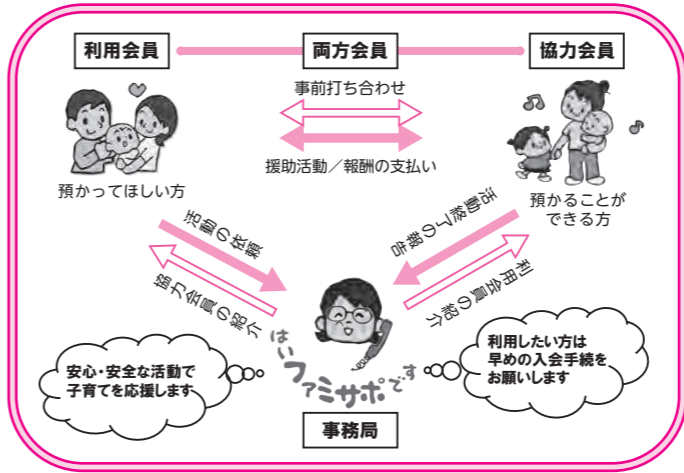 利用会員
両方会員
協力会員
事前打ち合わせ
援助活動／報酬の支払い
預かってほしい方
預かることが
できる方
活動の依頼
協力会員の紹介
活動終了の報告
利用会員の紹介
はい
ファミサポです
安心・安全な活動で
子育てを応援します
利用したい方は
早めの入会手続を
お願いします
事務局